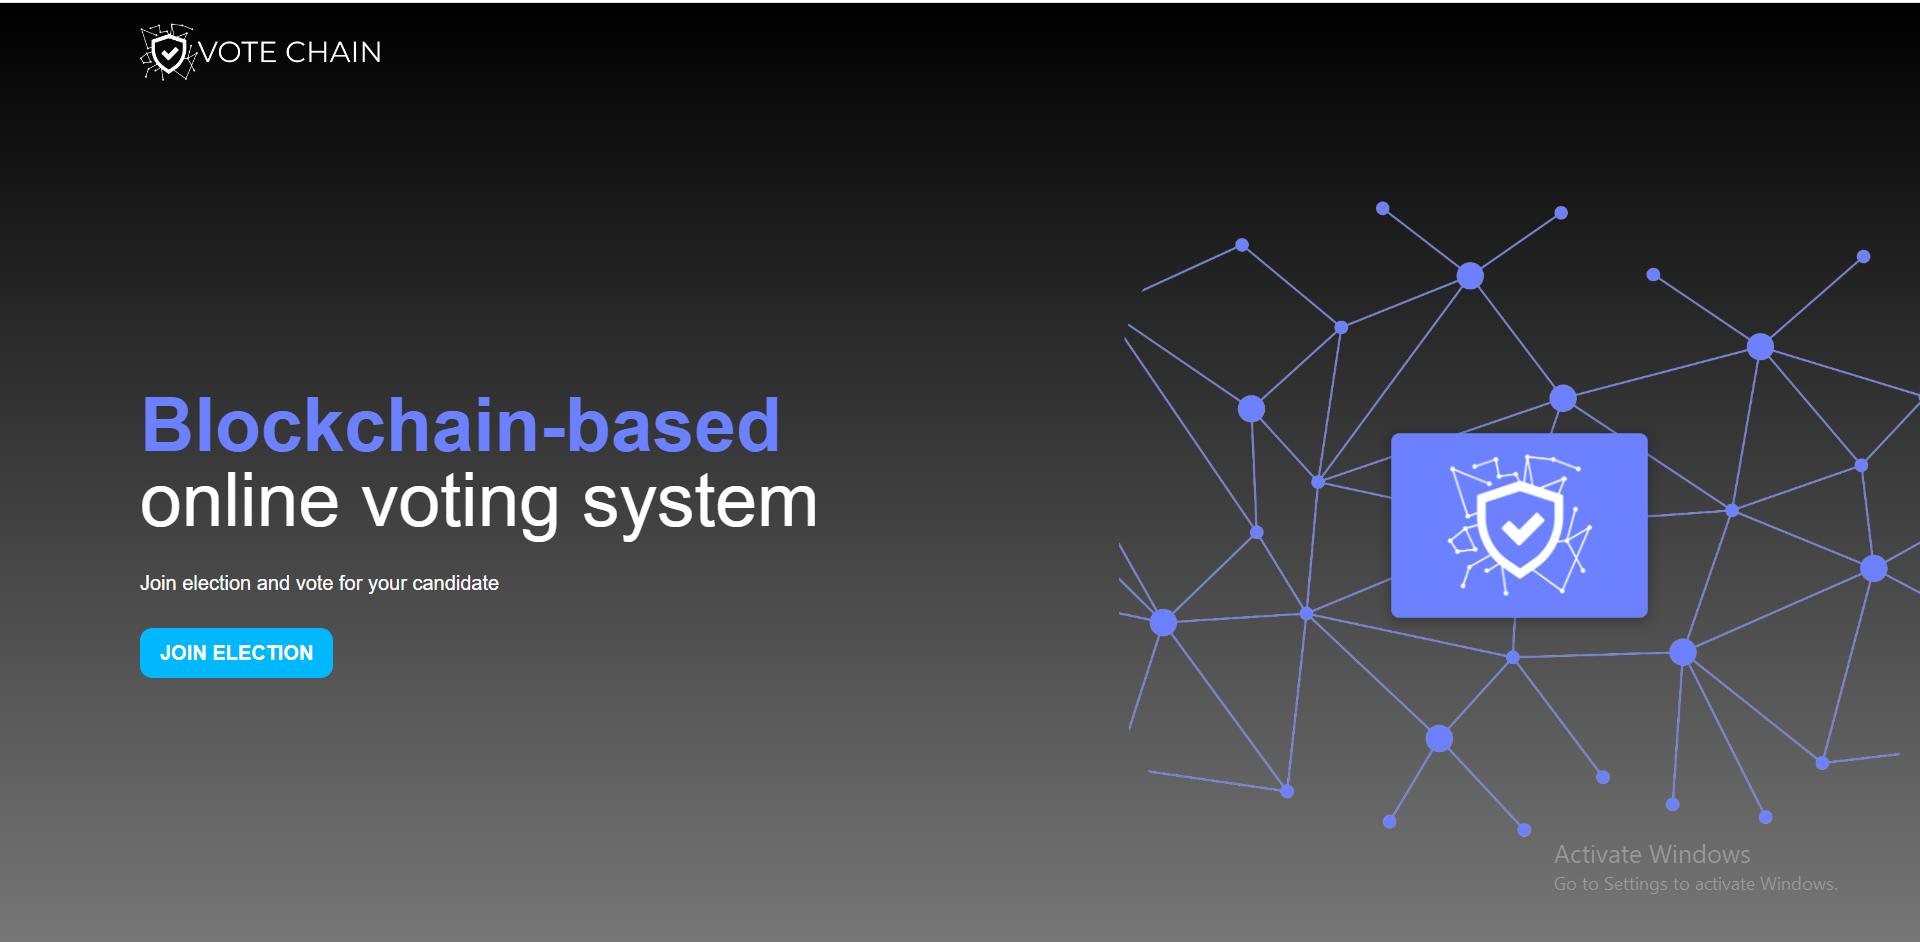 VOTE CHAIN
Blockchain-based
online voting system
Join election and vote for your candidate
JOIN ELECTION
Activate Windows
Go to Settings to activate Windows.